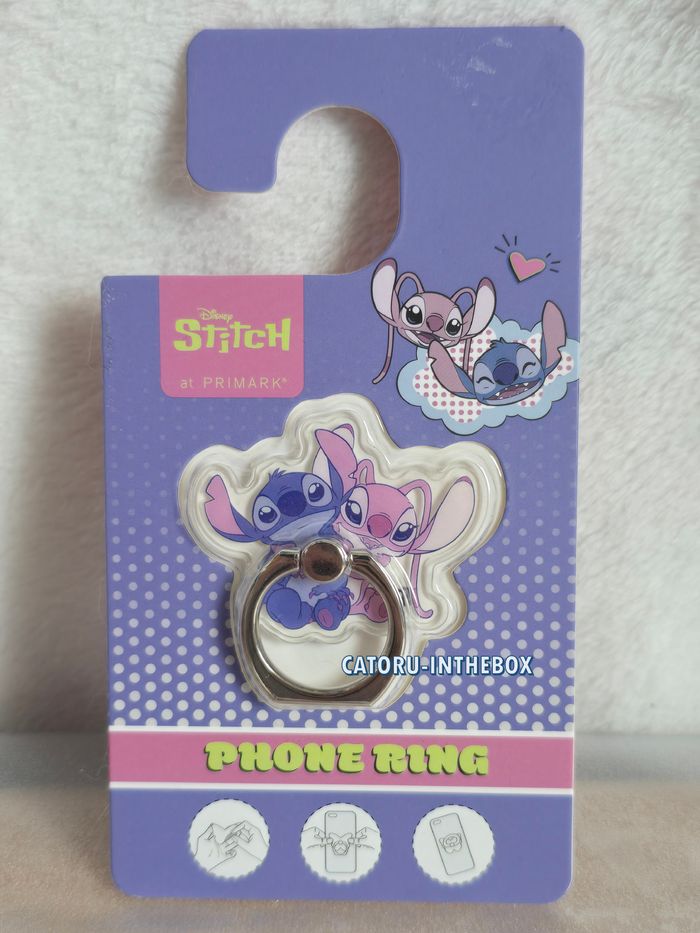 Disney
StitcH
at PRIMARK®
CATORU-INTHEBOX
PHONE RING